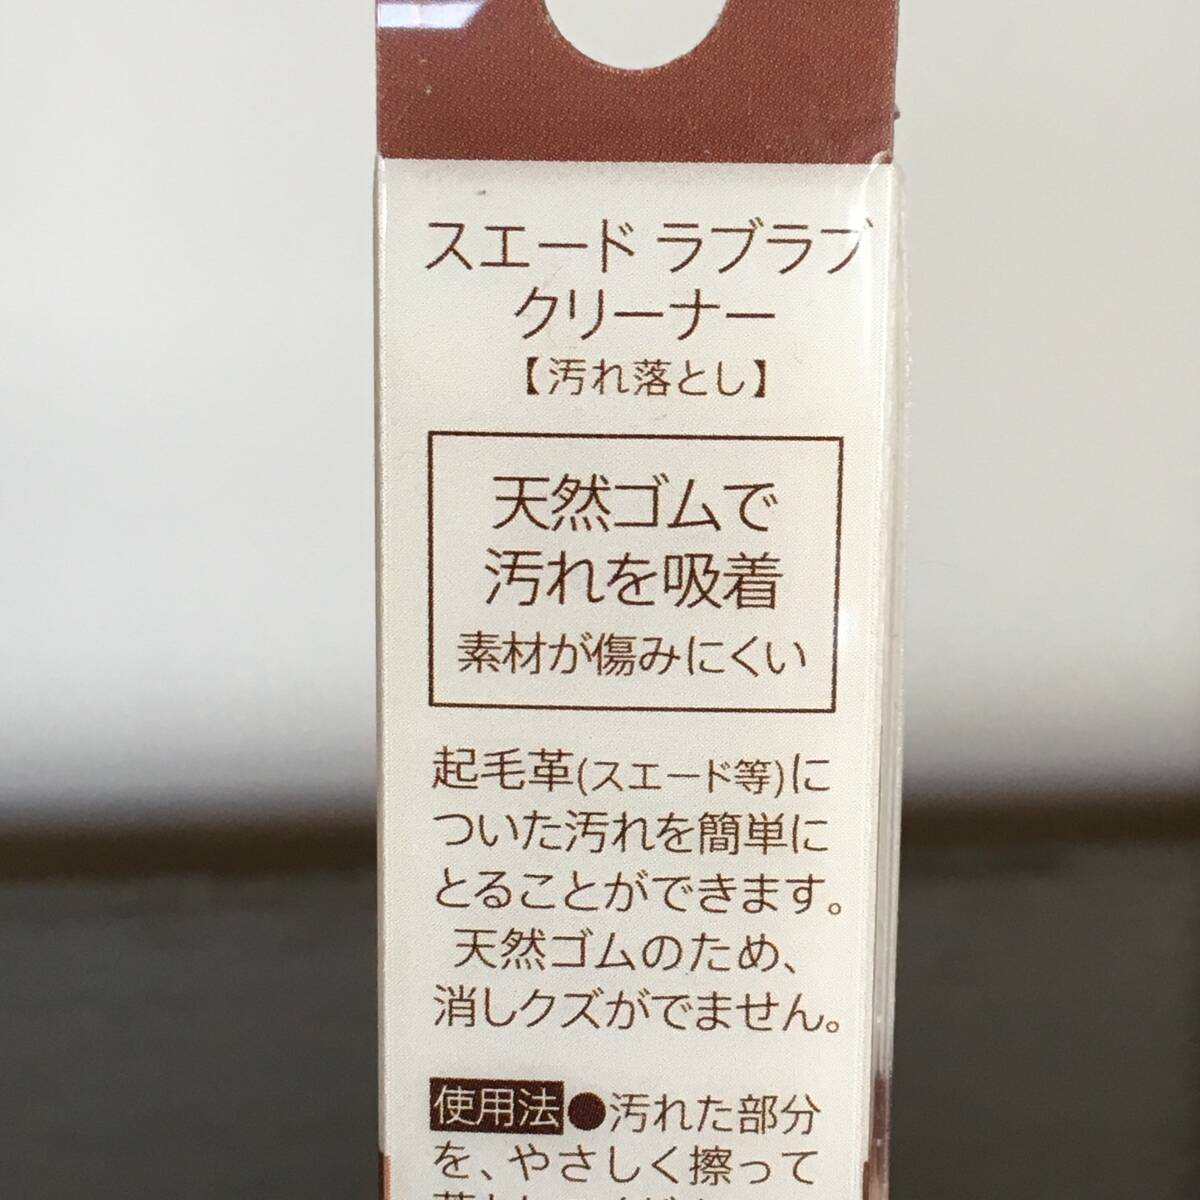 スエード ラブラブ
クリーナー
【汚れ落とし】
天然ゴムで
汚れを吸着
素材が傷みにくい
起毛革(スエード等)に
ついた汚れを簡単に
とることができます。
天然ゴムのため、
消しクズがでません。
使用法●汚れた部分
を、やさしく擦って